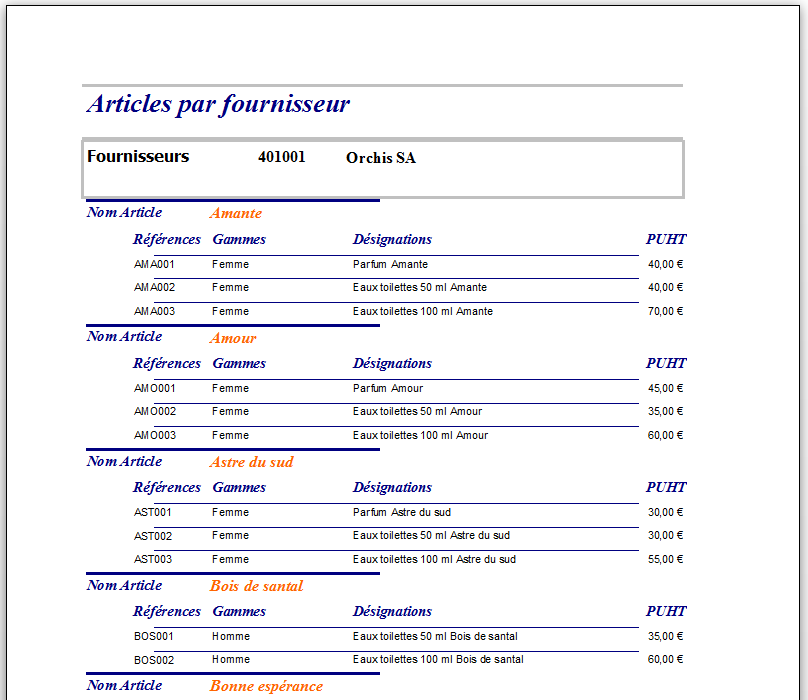 Articles par fournisseur
Fournisseurs 401001 Orchis SA
Nom Article Amante
Références Gammes Désignations PUHT
AMA001 Femme Parfum Amante 40,00 €
AMA002 Femme Eaux toilettes 50 ml Amante 40,00 €
AMA003 Femme Eaux toilettes 100 ml Amante 70,00 €
Nom Article Amour
Références Gammes Désignations PUHT
AMO001 Femme Parfum Amour 45,00 €
AMO002 Femme Eaux toilettes 50 ml Amour 35,00 €
AMO003 Femme Eaux toilettes 100 ml Amour 60,00 €
Nom Article Astre du sud
Références Gammes Désignations PUHT
AST001 Femme Parfum Astre du sud 30,00 €
AST002 Femme Eaux toilettes 50 ml Astre du sud 30,00 €
AST003 Femme Eaux toilettes 100 ml Astre du sud 55,00 €
Nom Article Bois de santal
Références Gammes Désignations PUHT
BOS001 Homme Eaux toilettes 50 ml Bois de santal 35,00 €
BOS002 Homme Eaux toilettes 100 ml Bois de santal 60,00 €
Nom Article Bonne espérance